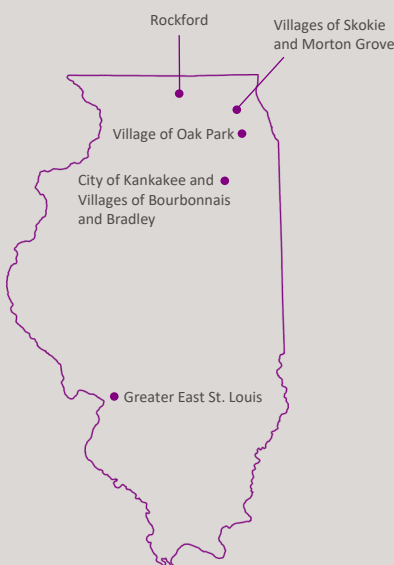 Rockford
Villages of Skokie
and Morton Grove
Village of Oak Park
City of Kankakee and
Villages of Bourbonnais
and Bradley
Greater East St. Louis